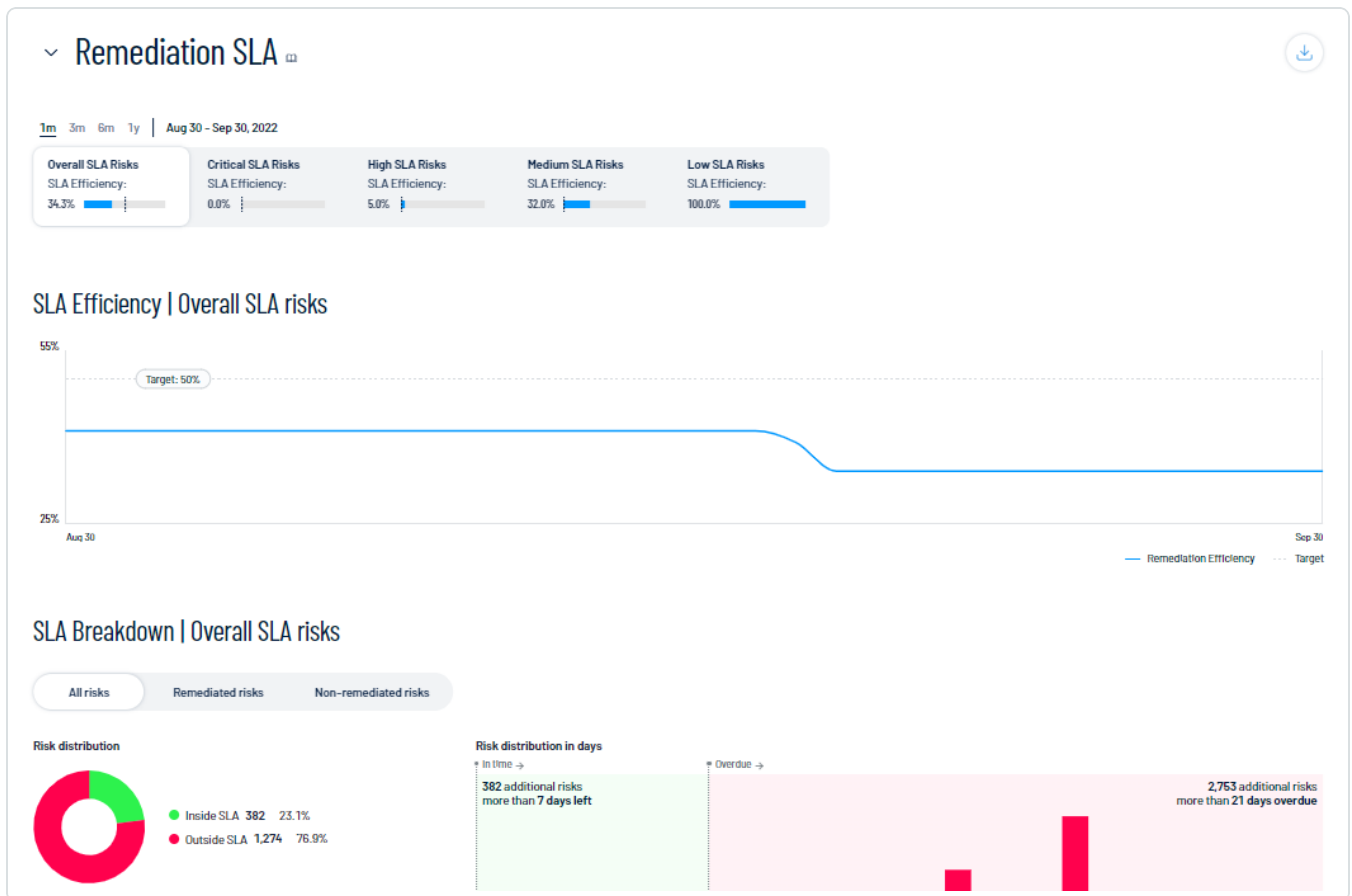 Remediation SLA
1m 3m 6m 1y Aug 30 - Sep 30, 2022
Overall SLA Risks
SLA Efficiency:
34.3%
Critical SLA Risks
SLA Efficiency:
0.0%
High SLA Risks
SLA Efficiency:
5.0%
Medium SLA Risks
SLA Efficiency:
32.0%
Low SLA Risks
SLA Efficiency:
100.0%
SLA Efficiency | Overall SLA risks
55%
Target: 50%
25%
Aug 30
Sep 30
Remediation Efficiency
Target
SLA Breakdown | Overall SLA risks
All risks Remediated risks Non-remediated risks
Risk distribution
Inside SLA 382 23.1%
Outside SLA 1,274 76.9%
Risk distribution in days
In time →
Overdue →
382 additional risks
more than 7 days left
2,753 additional risks
more than 21 days overdue